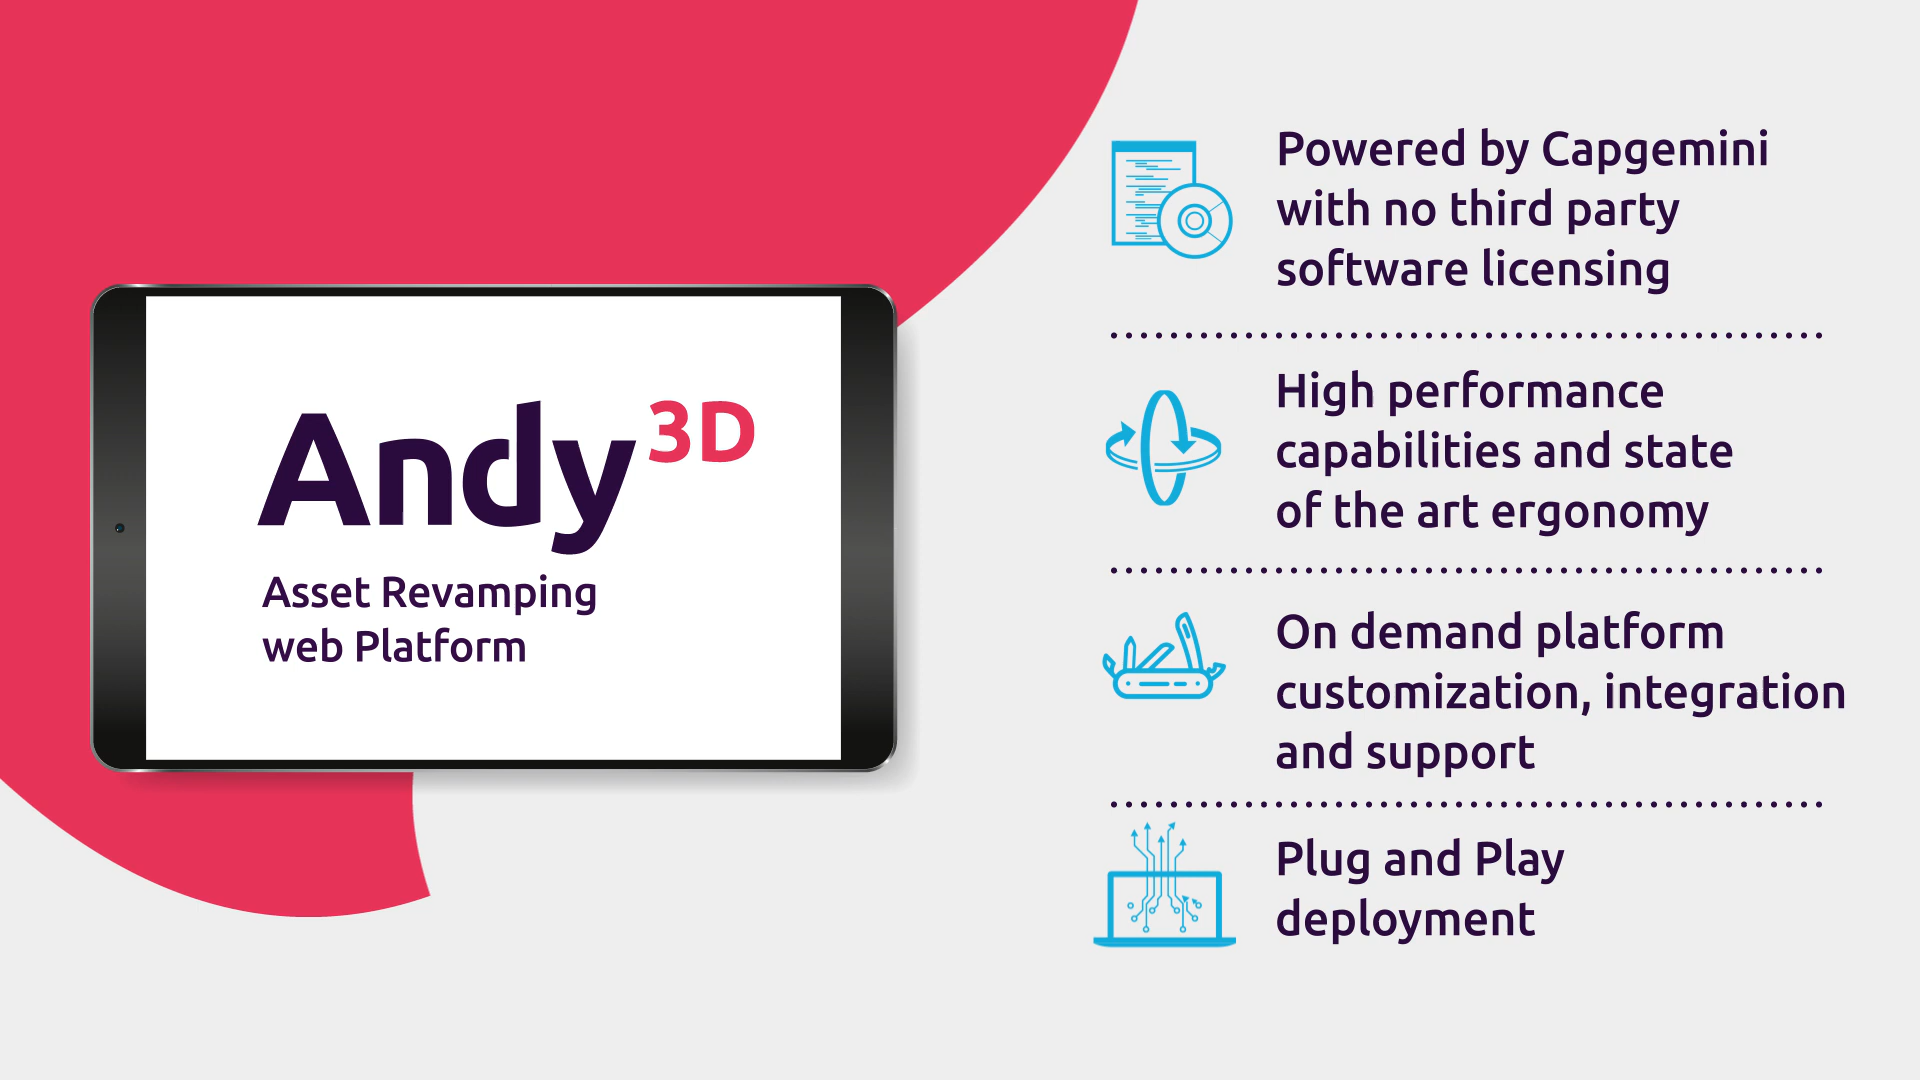 Andy 3D
Asset Revamping
web Platform
Powered by Capgemini
with no third party
software licensing
High performance
capabilities and state
of the art ergonomy
On demand platform
customization, integration
and support
Plug and Play
deployment